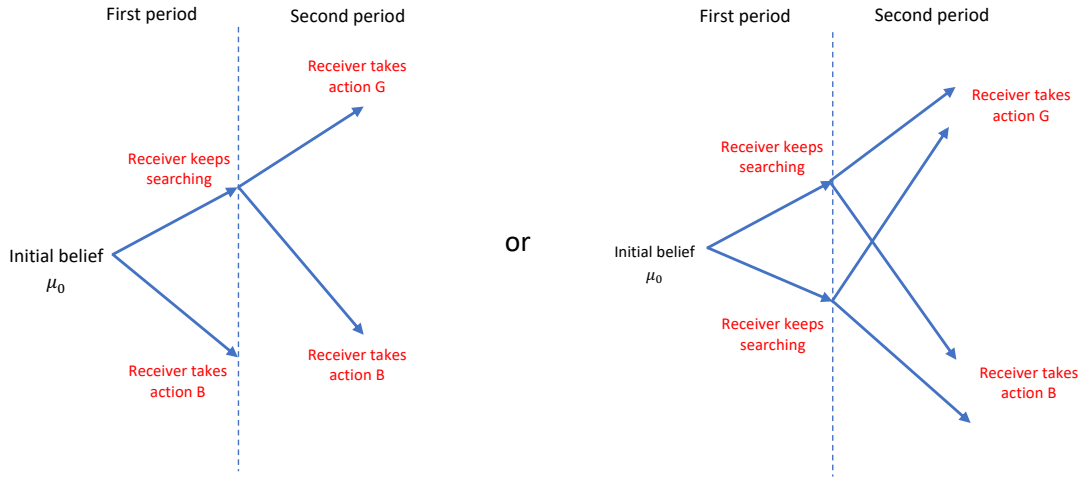 First period
Second period
Receiver takes
action G
Receiver keeps
searching
Initial belief
μ₀
Receiver takes
action B
Receiver takes
action B
or
First period
Second period
Receiver takes
action G
Receiver keeps
searching
Initial belief
μ₀
Receiver keeps
searching
Receiver takes
action B